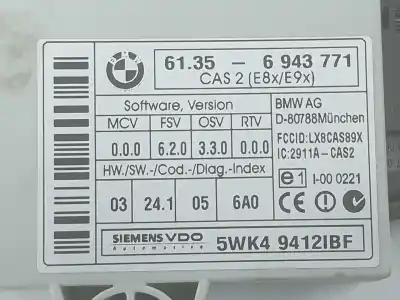 BMW
61.35 - 6 943 771
CAS 2 (E8x/E9x)
Software, Version
MCV FSV OSV RTV
0.0.0 6.2.0 3.3.0 0.0.0
HW./SW.-/Cod.-/Diag.-Index
03 24.1 05 6A0
BMW AG
D-80788München
FCCID:LX8CAS89X
IC:2911A-CAS2
e1 I-00 0221
CE
SIEMENS VDO
Automotive
5WK4 9412IBF